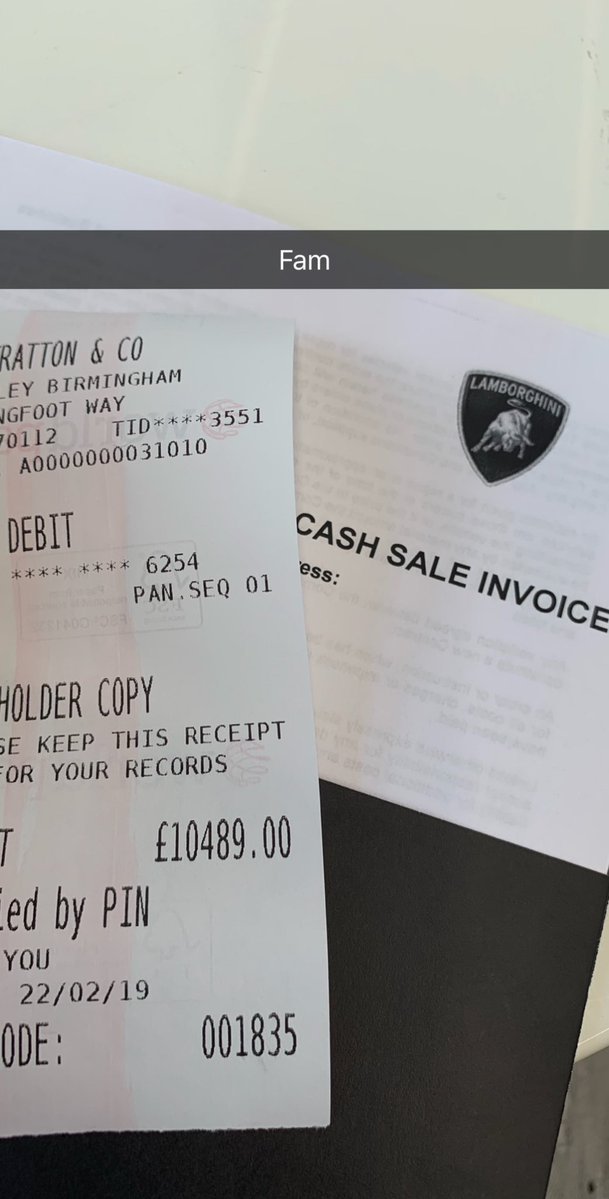 Fam
RATTON & CO
LEY BIRMINGHAM
NGFOOT WAY
70112 TID****3551
A0000000031010
DEBIT
**** **** 6254
PAN.SEQ 01
HOLDER COPY
SE KEEP THIS RECEIPT
FOR YOUR RECORDS
T £10489.00
ied by PIN
YOU
22/02/19
ODE: 001835
LAMBORGHINI
CASH SALE INVOICE
ess: